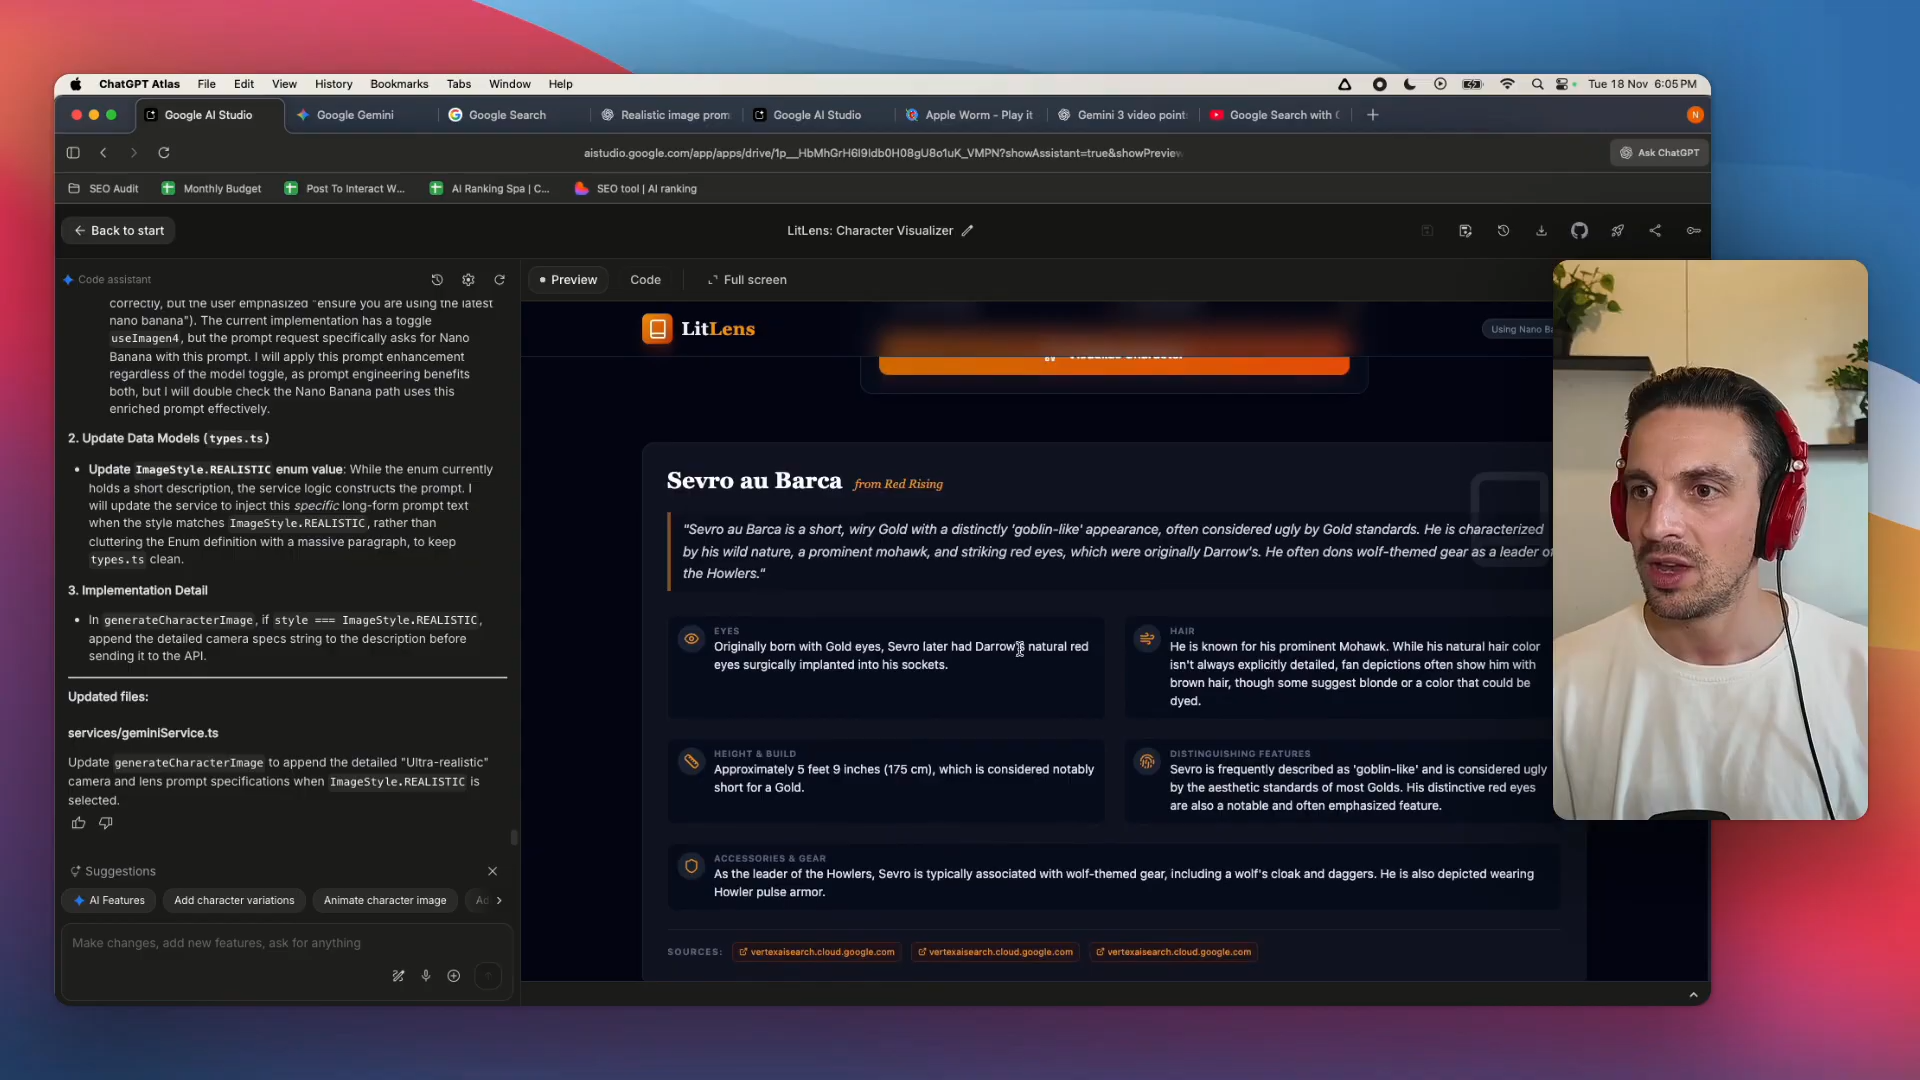 ChatGPT Atlas File Edit View History Bookmarks Tabs Window Help Tue 18 Nov 6:05 PM
Google AI Studio Google Gemini Google Search Realistic image prom Google AI Studio Apple Worm - Play it Gemini 3 video point Google Search with N
Ask ChatGPT
SEO Audit Monthly Budget Post To Interact W... AI Ranking Spa | C... SEO tool | AI ranking
Back to start LitLens: Character Visualizer
Code assistant
Preview Code Full screen
correctly, but the user emphasized "ensure you are using the latest
nano banana"). The current implementation has a toggle
useImagen4, but the prompt request specifically asks for Nano
Banana with this prompt. I will apply this prompt enhancement
regardless of the model toggle, as prompt engineering benefits
both, but I will double check the Nano Banana path uses this
enriched prompt effectively.
2. Update Data Models (types.ts)
Update ImageStyle.REALISTIC enum value: While the enum currently
holds a short description, the service logic constructs the prompt. I
will update the service to inject this specific long-form prompt text
when the style matches ImageStyle.REALISTIC, rather than
cluttering the Enum definition with a massive paragraph, to keep
types.ts clean.
3. Implementation Detail
In generateCharacterImage, if style === ImageStyle.REALISTIC,
append the detailed camera specs string to the description before
sending it to the API.
Updated files:
services/geminiService.ts
Update generateCharacterImage to append the detailed "Ultra-realistic"
camera and lens prompt specifications when ImageStyle.REALISTIC is
selected.
Suggestions
AI Features Add character variations Animate character image Ad
Make changes, add new features, ask for anything
LitLens Using Nano Ba
Sevro au Barca from Red Rising
"Sevro au Barca is a short, wiry Gold with a distinctly 'goblin-like' appearance, often considered ugly by Gold standards. He is characterized
by his wild nature, a prominent mohawk, and striking red eyes, which were originally Darrow's. He often dons wolf-themed gear as a leader of
the Howlers."
EYES
Originally born with Gold eyes, Sevro later had Darrow's natural red
eyes surgically implanted into his sockets.
HAIR
He is known for his prominent Mohawk. While his natural hair color
isn't always explicitly detailed, fan depictions often show him with
brown hair, though some suggest blonde or a color that could be
dyed.
HEIGHT & BUILD
Approximately 5 feet 9 inches (175 cm), which is considered notably
short for a Gold.
DISTINGUISHING FEATURES
Sevro is frequently described as 'goblin-like' and is considered ugly
by the aesthetic standards of most Golds. His distinctive red eyes
are also a notable and often emphasized feature.
ACCESSORIES & GEAR
As the leader of the Howlers, Sevro is typically associated with wolf-themed gear, including a wolf's cloak and daggers. He is also depicted wearing
Howler pulse armor.
SOURCES: vertexaisearch.cloud.google.com vertexaisearch.cloud.google.com vertexaisearch.cloud.google.com